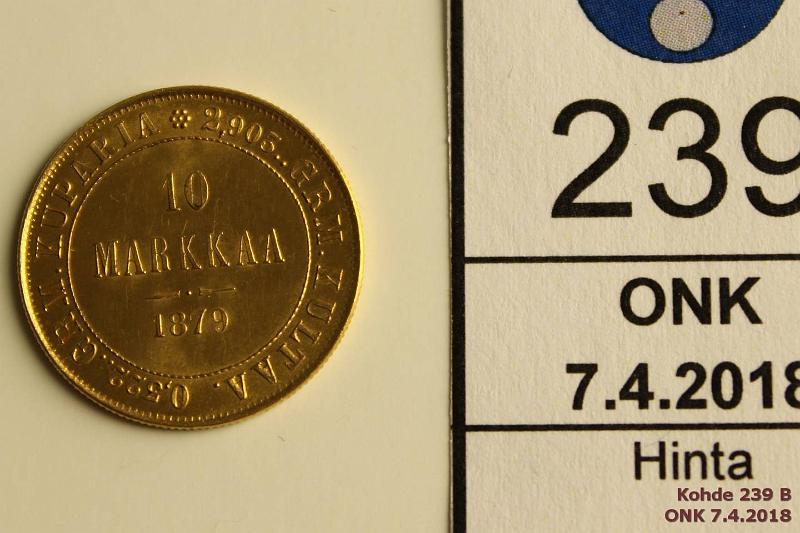 2,905..GRM.KULTAA. 0,322..GRM.KUPARIA
10
MARKKAA
1879
239
ONK
7.4.2018
Hinta
Kohde 239 B
ONK 7.4.2018